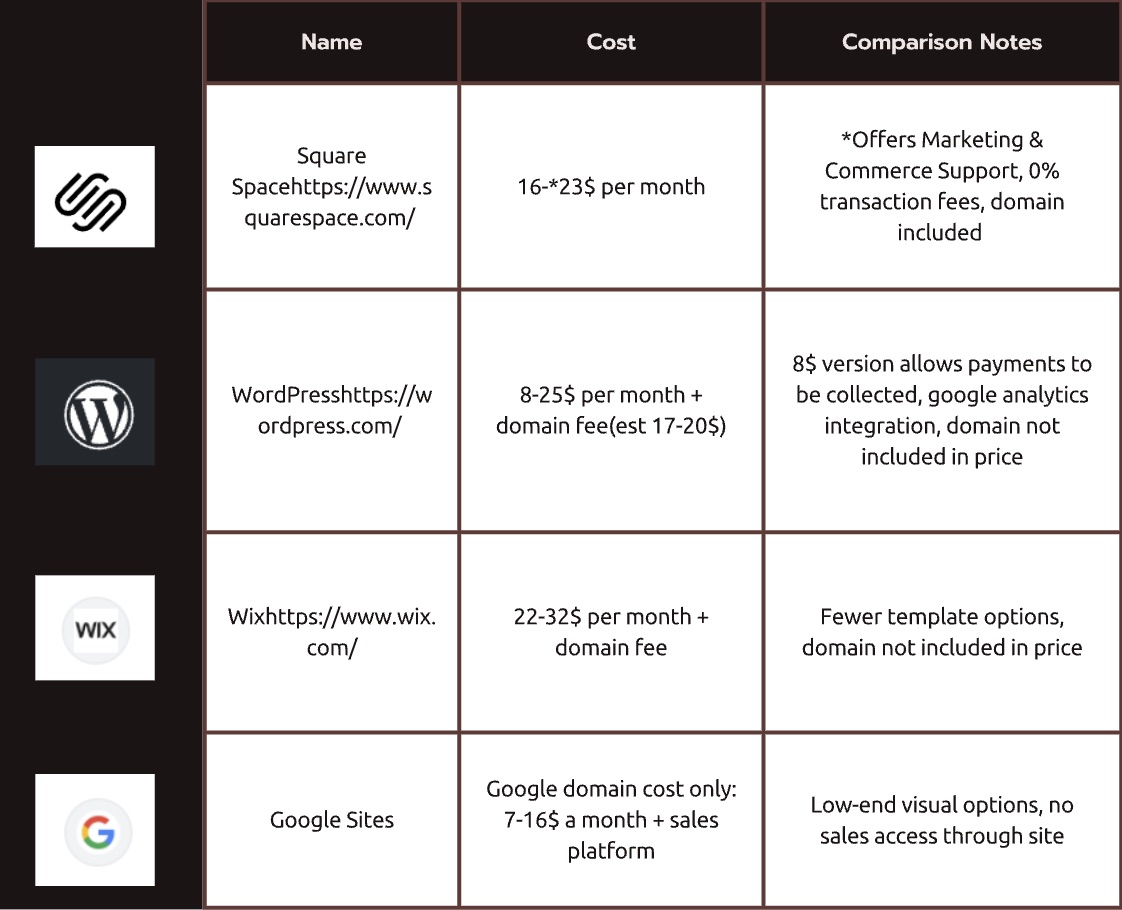 Name
Cost
Comparison Notes
Square
Spacehttps://www.s
quarespace.com/
16-*23$ per month
*Offers Marketing &
Commerce Support, 0%
transaction fees, domain
included
WordPresshttps://w
ordpress.com/
8-25$ per month +
domain fee(est 17-20$)
8$ version allows payments to
be collected, google analytics
integration, domain not
included in price
WIX
Wixhttps://www.wix.
com/
22-32$ per month +
domain fee
Fewer template options,
domain not included in price
Google Sites
Google domain cost only:
7-16$ a month + sales
platform
Low-end visual options, no
sales access through site